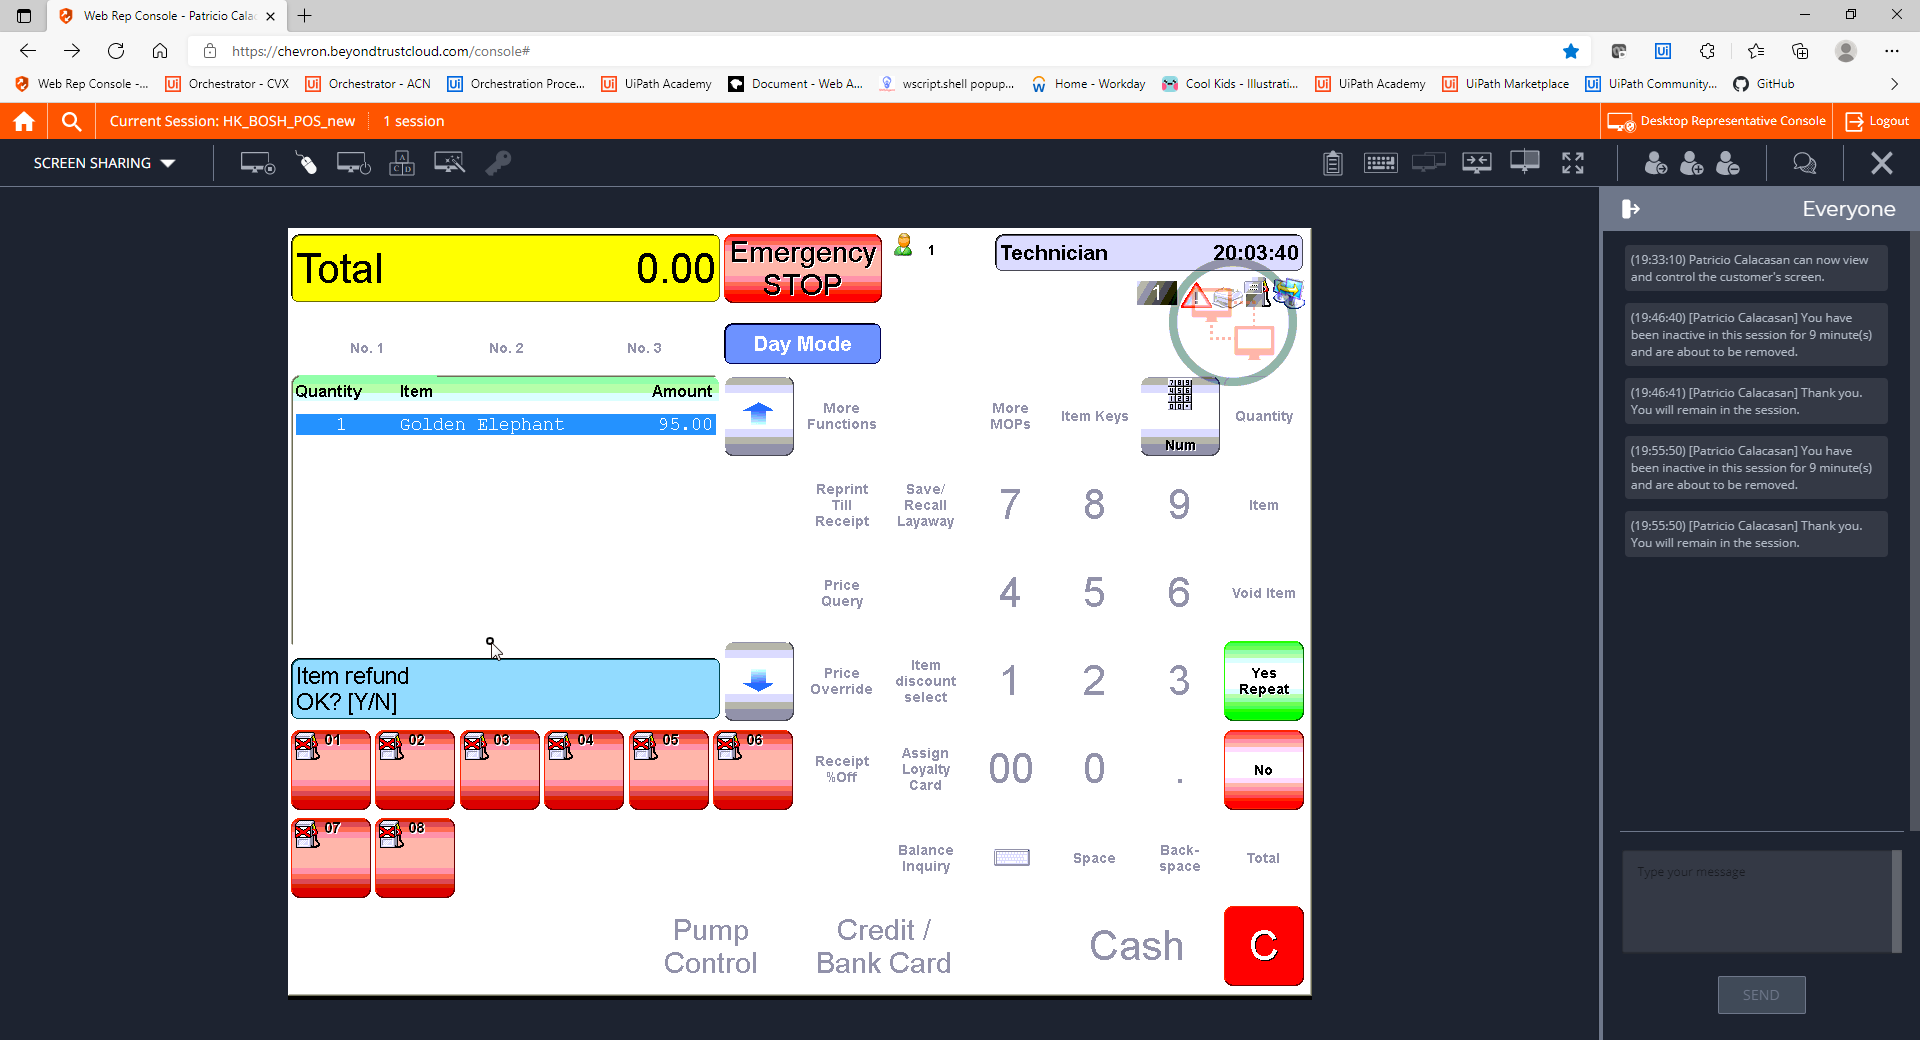 Web Rep Console - Patricio Cala
https://chevron.beyondtrustcloud.com/console#
Web Rep Console -...
Orchestrator - CVX
Orchestrator - ACN
Orchestration Proce...
UiPath Academy
Document - Web A...
wscript.shell popup...
Home - Workday
Cool Kids - Illustrati...
UiPath Academy
UiPath Marketplace
UiPath Community...
GitHub
Current Session: HK_BOSH_POS_new
1 session
Desktop Representative Console
Logout
SCREEN SHARING
Everyone
(19:33:10) Patricio Calacasan can now view
and control the customer's screen.
(19:46:40) [Patricio Calacasan] You have
been inactive in this session for 9 minute(s)
and are about to be removed.
(19:46:41) [Patricio Calacasan] Thank you.
You will remain in the session.
(19:55:50) [Patricio Calacasan] You have
been inactive in this session for 9 minute(s)
and are about to be removed.
(19:55:50) [Patricio Calacasan] Thank you.
You will remain in the session.
Type your message
SEND
Total 0.00
Emergency
STOP
1
Technician 20:03:40
1
No. 1
No. 2
No. 3
Day Mode
Quantity Item Amount
1 Golden Elephant 95.00
More
Functions
More
MOPs
Item Keys
Num
Quantity
Reprint
Till
Receipt
Save/
Recall
Layaway
7
8
9
Item
Price
Query
4
5
6
Void Item
Item refund
OK? [Y/N]
Price
Override
Item
discount
select
1
2
3
Yes
Repeat
01
02
03
04
05
06
Receipt
%Off
Assign
Loyalty
Card
00
0
.
No
07
08
Balance
Inquiry
Space
Back-
space
Total
Pump
Control
Credit /
Bank Card
Cash
C